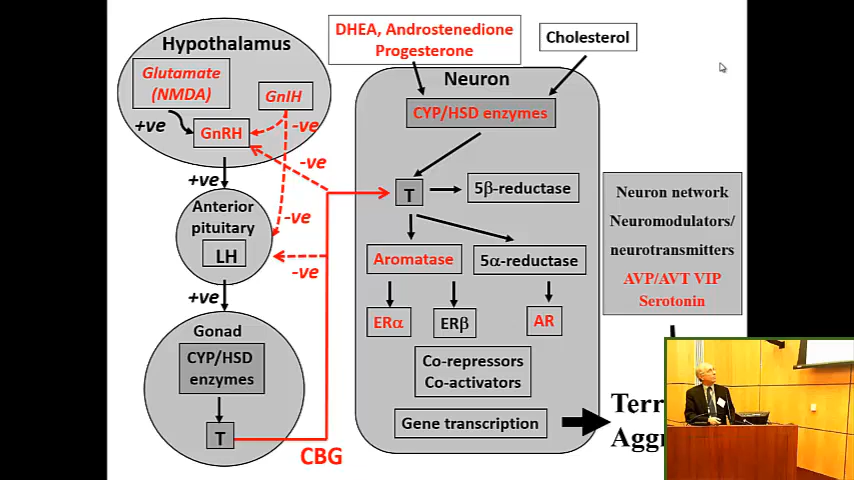 Hypothalamus
Glutamate
(NMDA)
GnIH
+ve
GnRH
-ve
-ve
+ve
Anterior
pituitary
LH
-ve
-ve
+ve
Gonad
CYP/HSD
enzymes
T
CBG
DHEA, Androstenedione
Progesterone
Cholesterol
Neuron
CYP/HSD enzymes
T
5β-reductase
Aromatase
5α-reductase
ERα
ERβ
AR
Co-repressors
Co-activators
Gene transcription
Neuron network
Neuromodulators/
neurotransmitters
AVP/AVT VIP
Serotonin
Terr
Agg